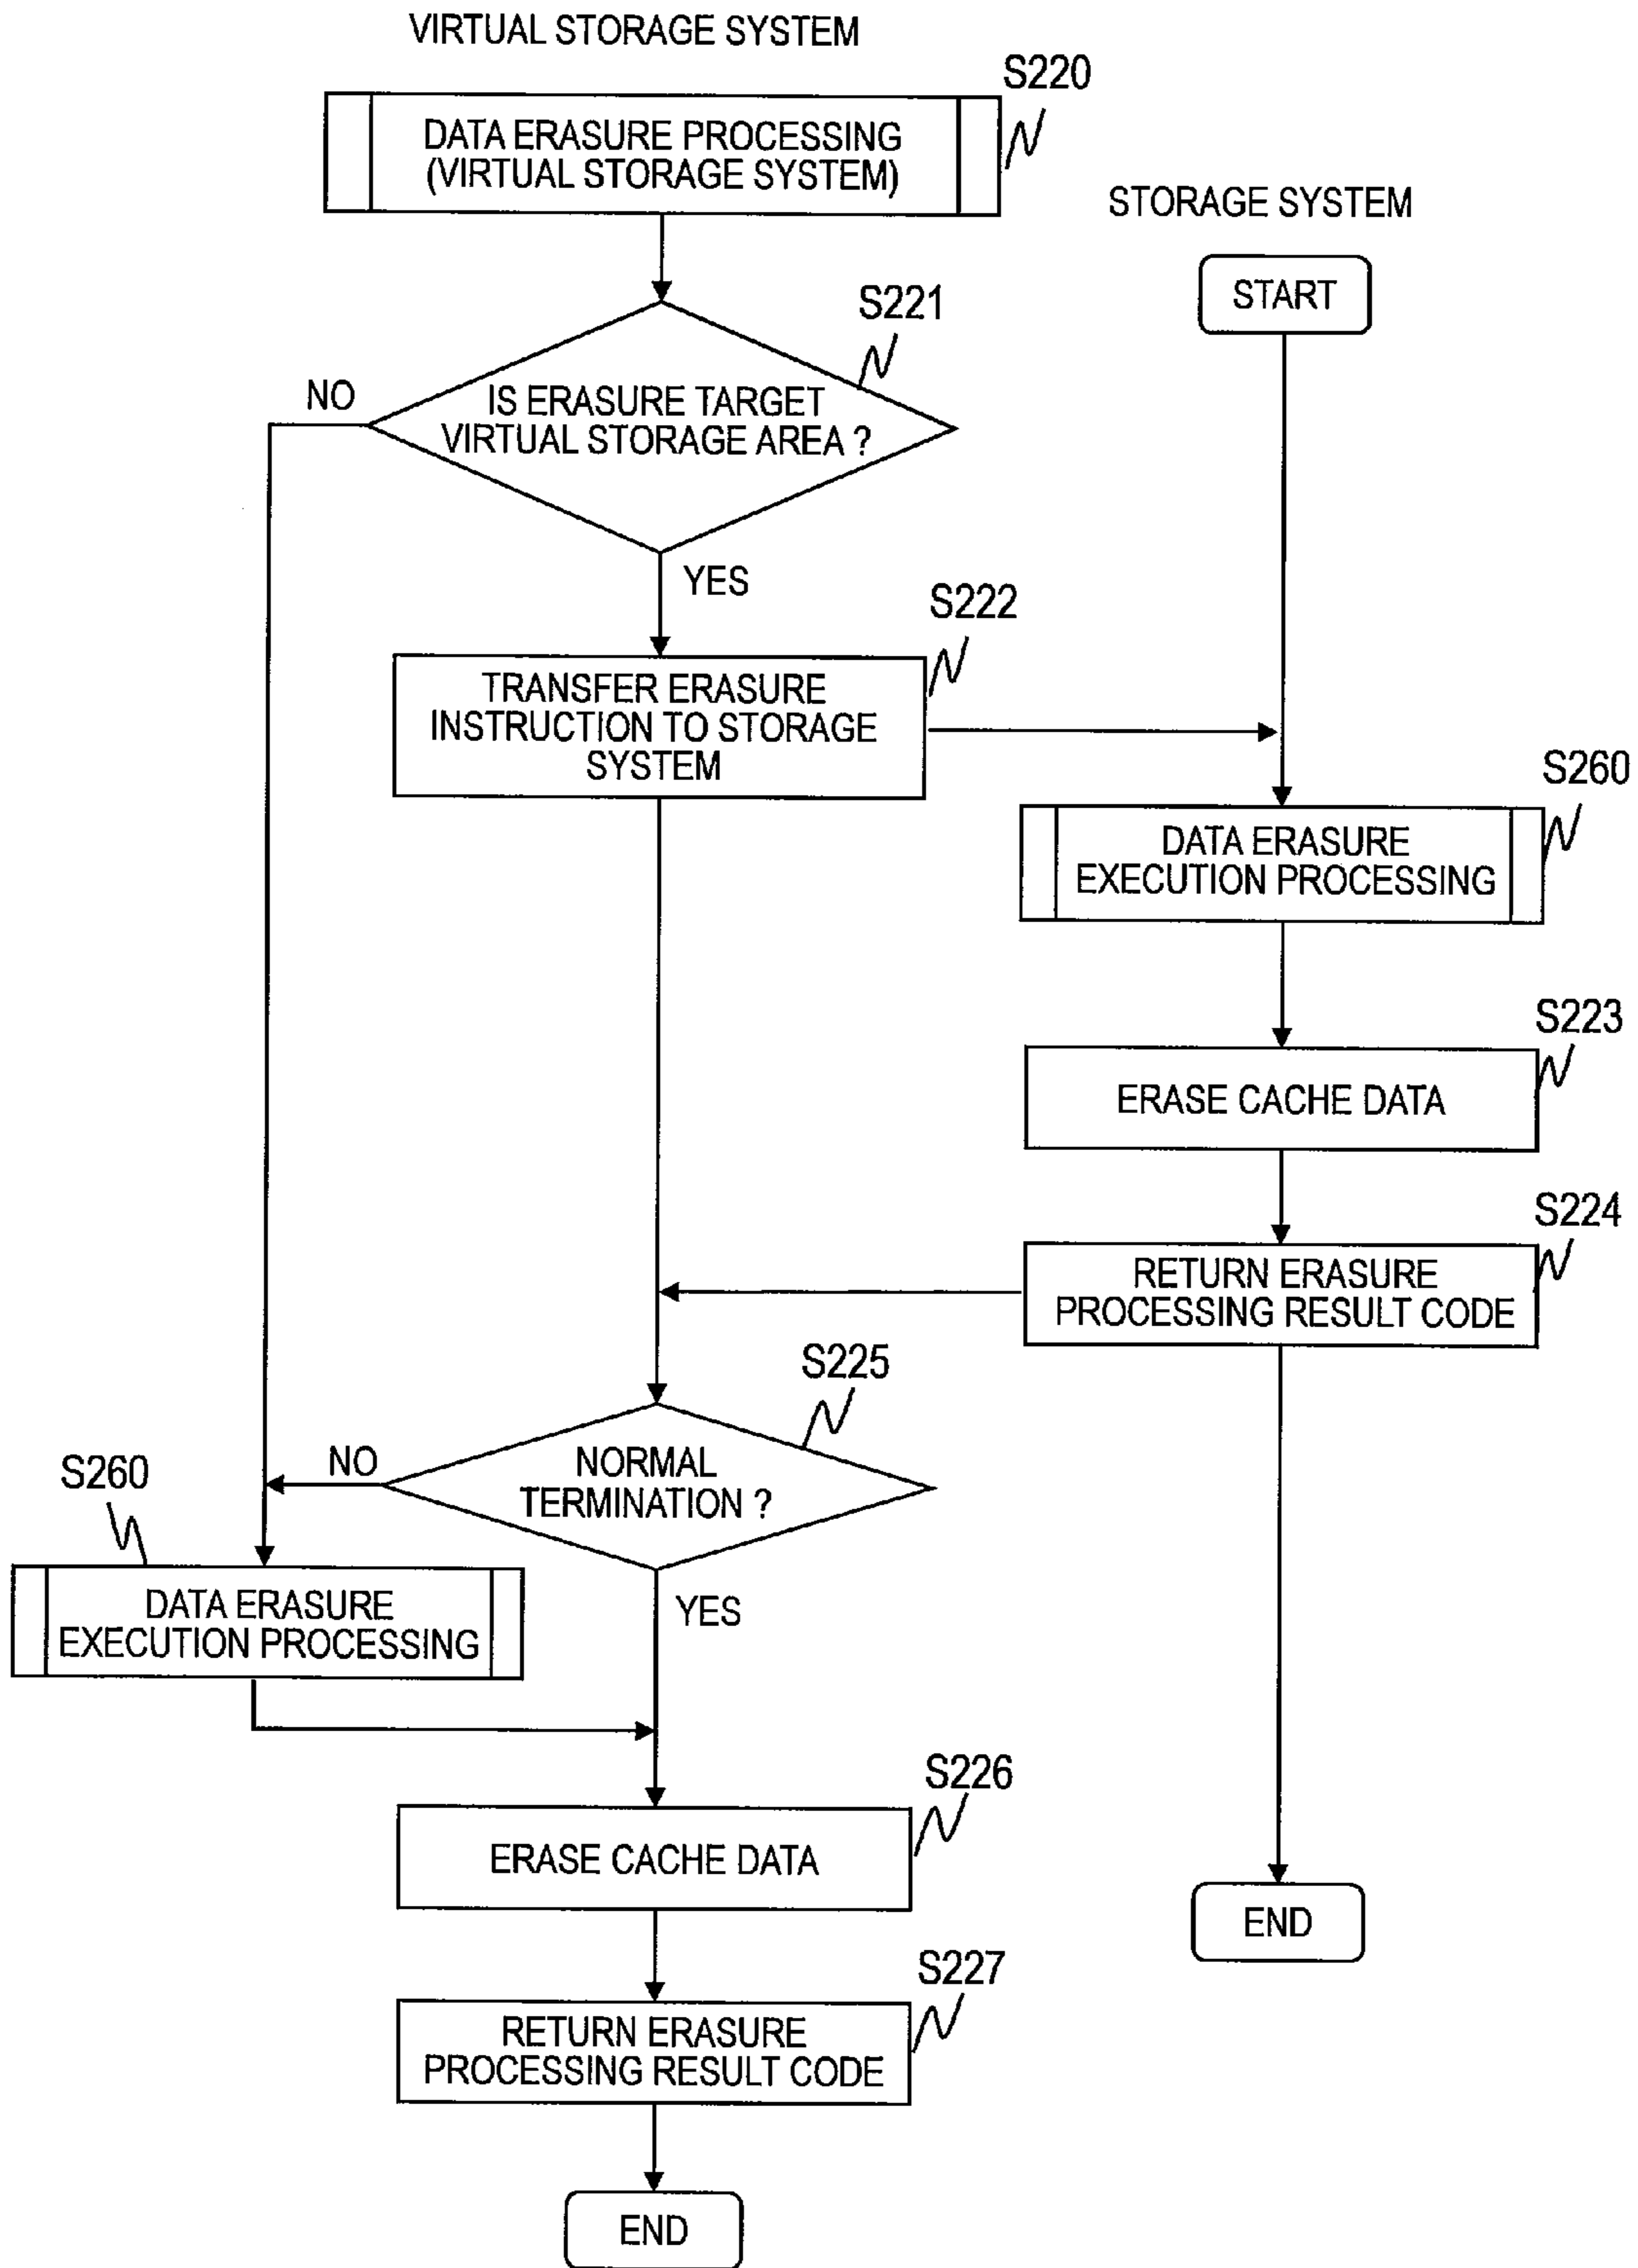 VIRTUAL STORAGE SYSTEM
S220
DATA ERASURE PROCESSING
(VIRTUAL STORAGE SYSTEM)
STORAGE SYSTEM
START
S221
NO
IS ERASURE TARGET
VIRTUAL STORAGE AREA ?
YES
S222
TRANSFER ERASURE
INSTRUCTION TO STORAGE
SYSTEM
S260
DATA ERASURE
EXECUTION PROCESSING
S223
ERASE CACHE DATA
S224
RETURN ERASURE
PROCESSING RESULT CODE
S225
NO
NORMAL
TERMINATION ?
S260
YES
DATA ERASURE
EXECUTION PROCESSING
S226
ERASE CACHE DATA
END
S227
RETURN ERASURE
PROCESSING RESULT CODE
END